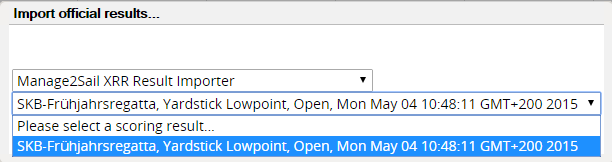 Import official results...
Manage2Sail XRR Result Importer
SKB-Frühjahrsregatta, Yardstick Lowpoint, Open, Mon May 04 10:48:11 GMT+200 2015
Please select a scoring result...
SKB-Frühjahrsregatta, Yardstick Lowpoint, Open, Mon May 04 10:48:11 GMT+200 2015